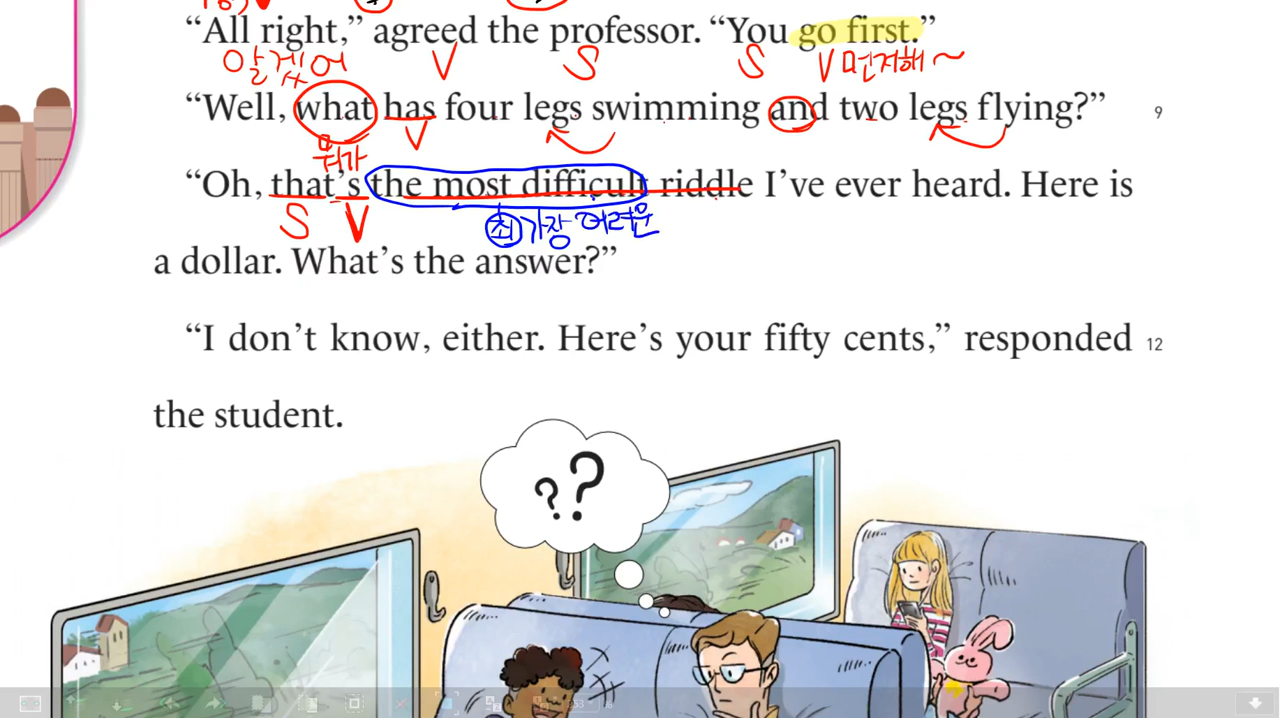 “All right,” agreed the professor. “You go first.”
알겠어 V S S V 먼저해~
“Well, what has four legs swimming and two legs flying?” 9
뭐가 V
“Oh, that’s the most difficult riddle I’ve ever heard. Here is
S V 최 가장 어려운
a dollar. What’s the answer?”
“I don’t know, either. Here’s your fifty cents,” responded 12
the student.
? ?